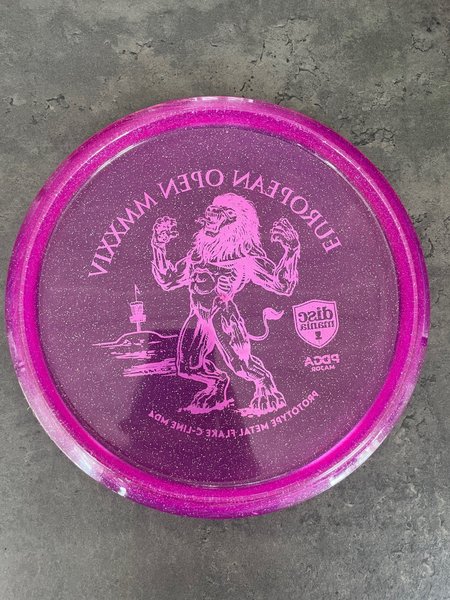 EUROPEAN OPEN MMXXIV
disc
mania
PDGA
MAJOR
PROTOTYPE METAL FLAKE C-LINE MD4